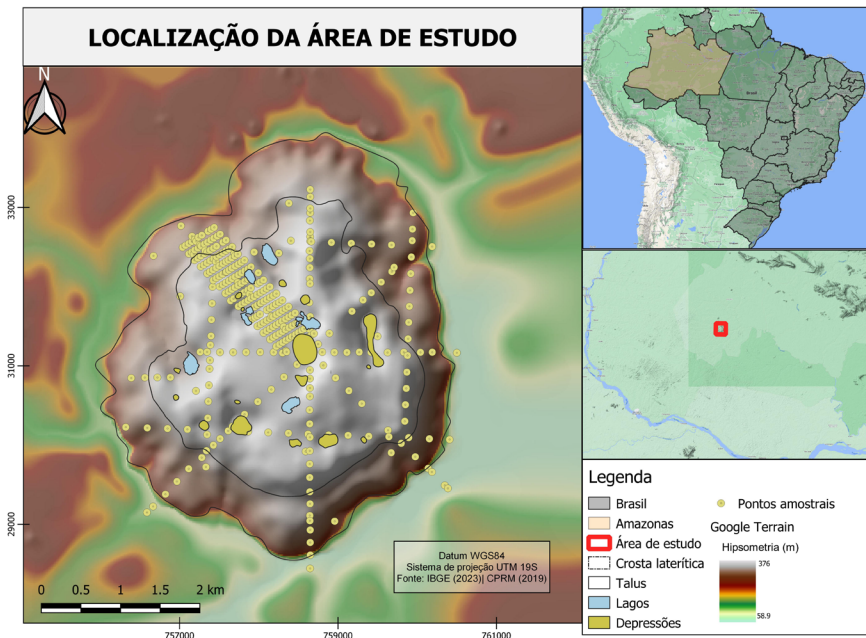 LOCALIZAÇÃO DA ÁREA DE ESTUDO
N
33000
31000
29000
757000
759000
761000
0 0.5 1 1.5 2 km
Datum WGS84
Sistema de projeção UTM 19S
Fonte: IBGE (2023)| CPRM (2019)
Brasil
Legenda
Brasil
Amazonas
Área de estudo
Crosta laterítica
Talus
Lagos
Depressões
Pontos amostrais
Google Terrain
Hipsometria (m)
376
58.9